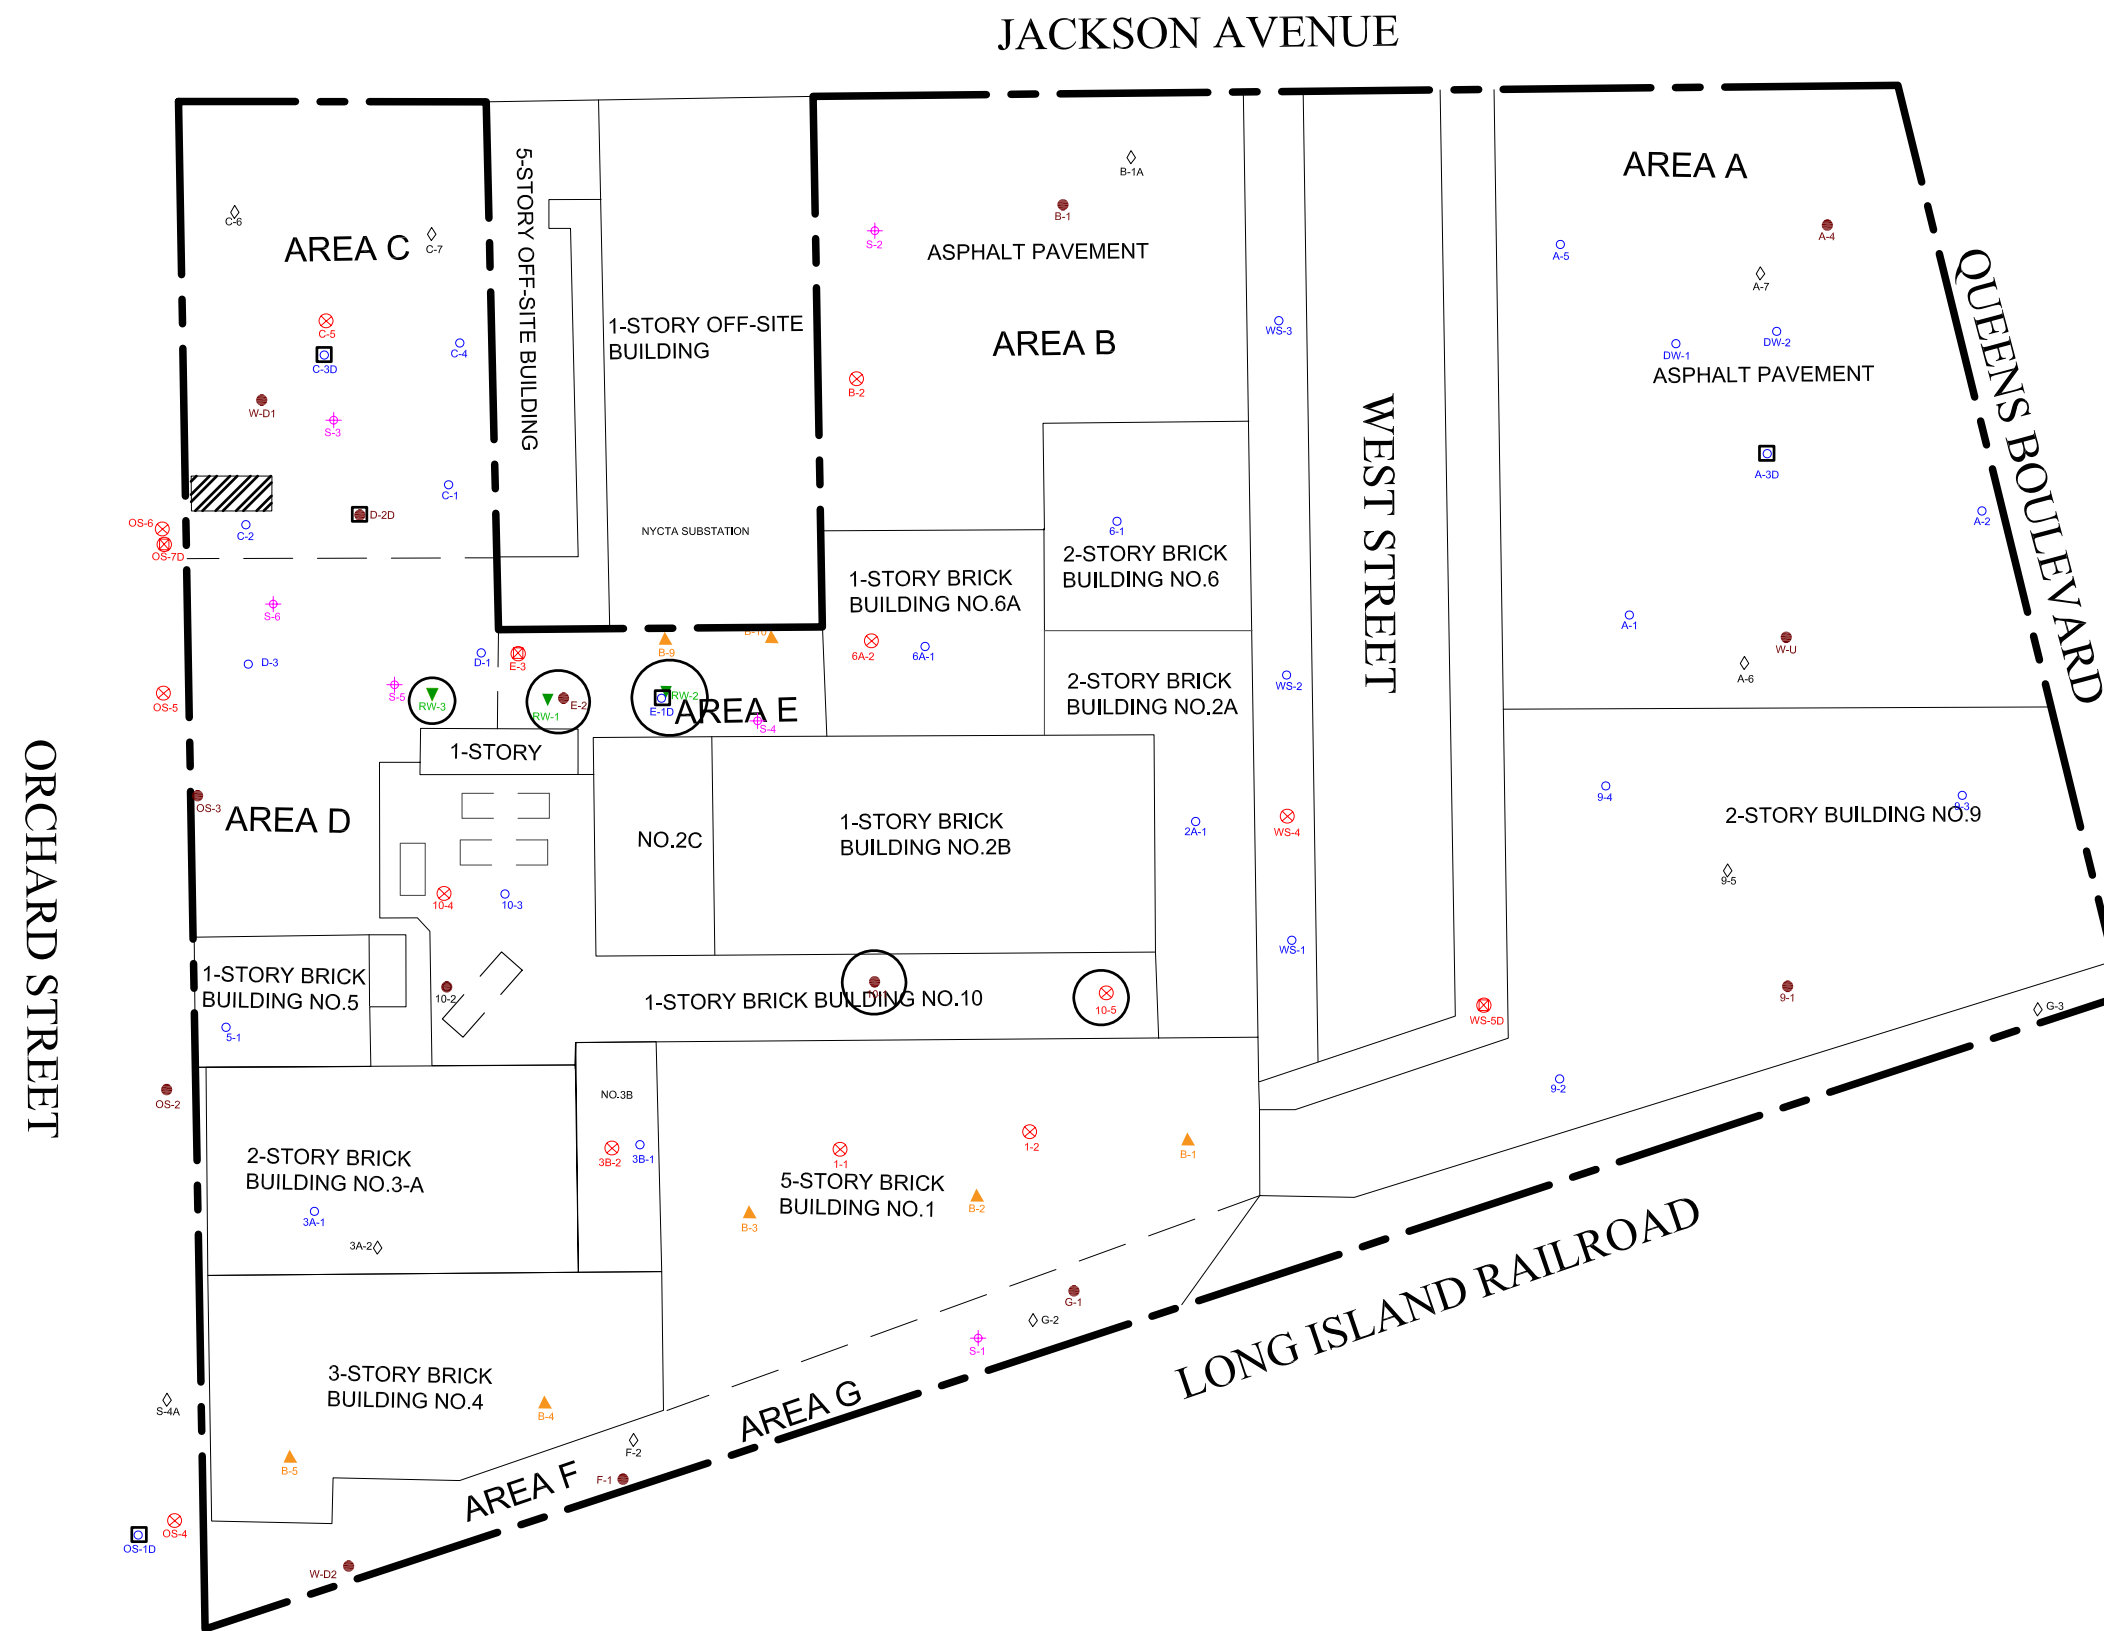 JACKSON AVENUE
B-1A
AREA A
B-1
C-6
AREA C
C-7
S-2
ASPHALT PAVEMENT
A-4
A-5
A-7
5-STORY OFF-SITE BUILDING
QUEENS BOULEVARD
C-5
C-4
C-3D
1-STORY OFF-SITE
BUILDING
AREA B
WS-3
DW-1
DW-2
ASPHALT PAVEMENT
B-2
W-D1
S-3
WEST STREET
A-3D
C-1
D-2D
OS-6
OS-7D
C-2
NYCTA SUBSTATION
6-1
A-2
2-STORY BRICK
BUILDING NO.6
1-STORY BRICK
BUILDING NO.6A
S-6
B-10
B-9
6A-2
6A-1
A-1
W-U
A-6
D-3
D-1
E-3
OS-5
S-5
RW-3
RW-1
E-2
RW-2
E-1D
AREA E
S-4
2-STORY BRICK
BUILDING NO.2A
WS-2
1-STORY
ORCHARD STREET
OS-3
AREA D
NO.2C
1-STORY BRICK
BUILDING NO.2B
2A-1
WS-4
9-4
9-3
2-STORY BUILDING NO.9
9-5
10-4
10-3
WS-1
1-STORY BRICK
BUILDING NO.5
10-2
10-1
1-STORY BRICK BUILDING NO.10
10-5
WS-5D
9-1
G-3
5-1
OS-2
NO.3B
9-2
2-STORY BRICK
BUILDING NO.3-A
3B-2
3B-1
1-1
1-2
B-1
5-STORY BRICK
BUILDING NO.1
3A-1
3A-2
B-3
B-2
G-1
G-2
S-1
LONG ISLAND RAILROAD
3-STORY BRICK
BUILDING NO.4
S-4A
B-4
AREA G
F-2
B-5
AREA F
F-1
OS-4
OS-1D
W-D2